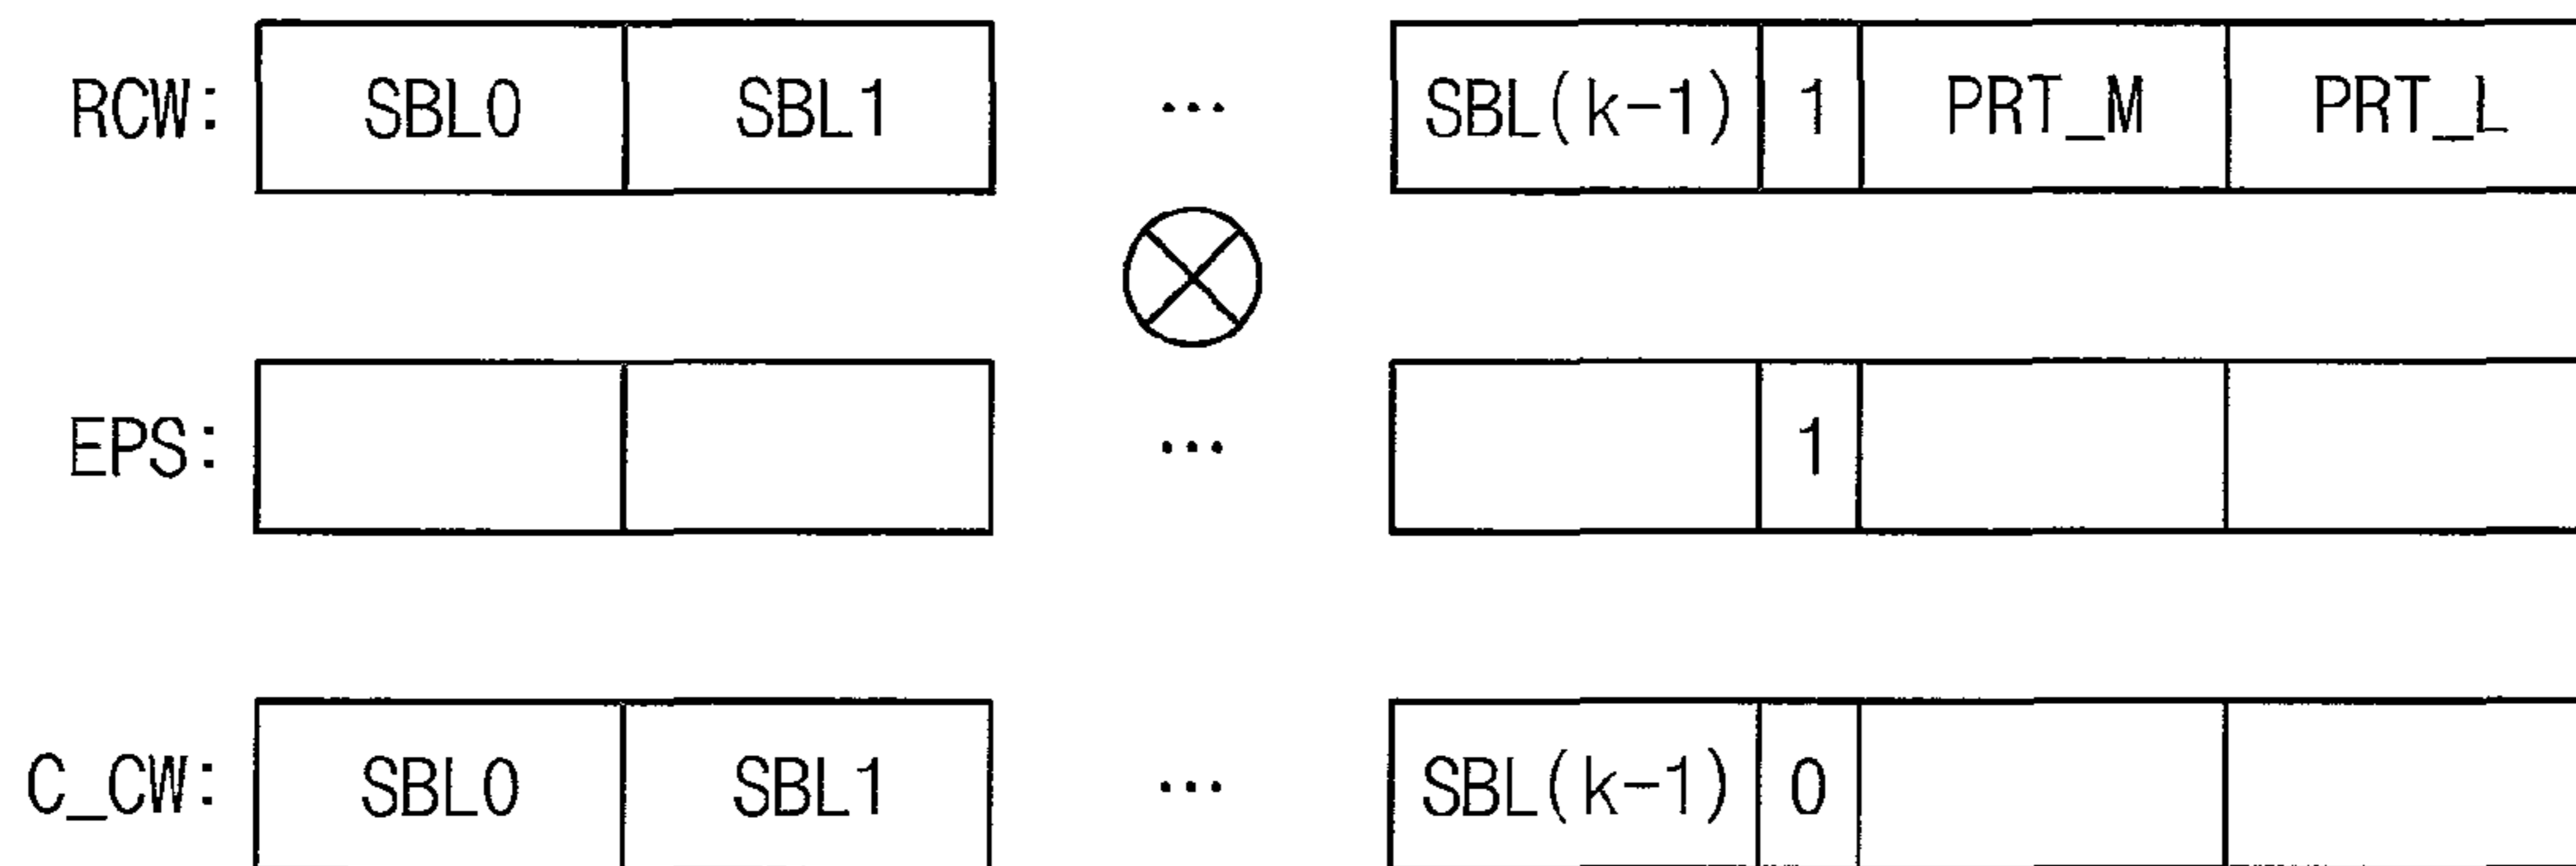 RCW: SBL0 SBL1 ... SBL(k-1) 1 PRT_M PRT_L
EPS: ... 1
C_CW: SBL0 SBL1 ... SBL(k-1) 0